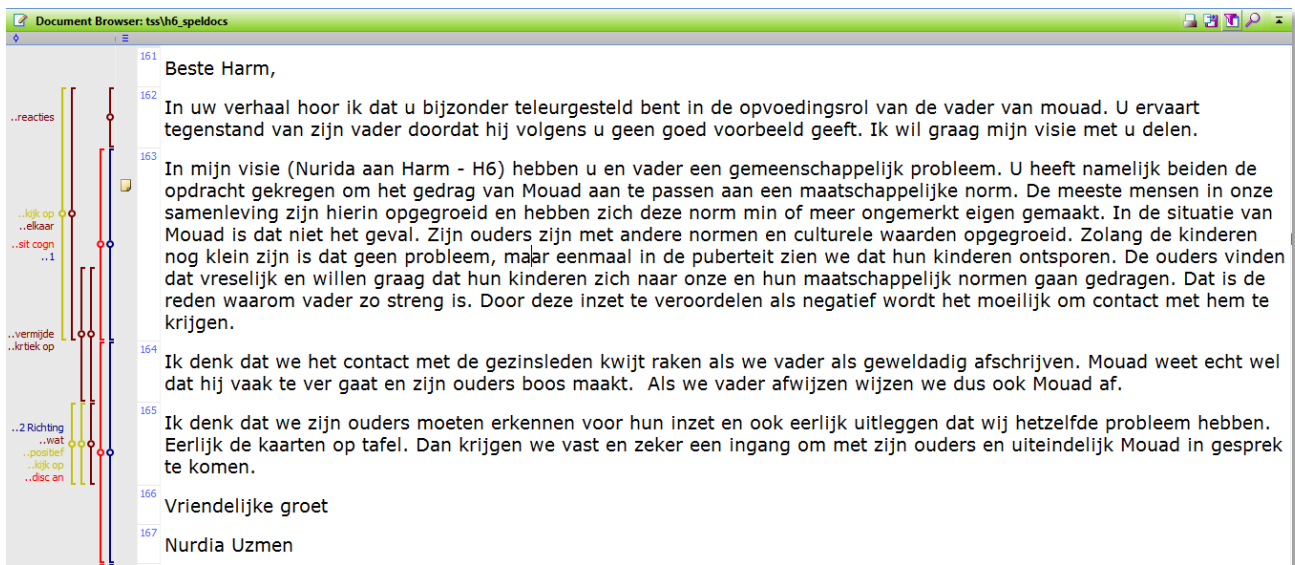 Document Browser: tss\h6_speldocs
161
Beste Harm,
162
In uw verhaal hoor ik dat u bijzonder teleurgesteld bent in de opvoedingsrol van de vader van mouad. U ervaart
tegenstand van zijn vader doordat hij volgens u geen goed voorbeeld geeft. Ik wil graag mijn visie met u delen.
..reacties
163
In mijn visie (Nurida aan Harm - H6) hebben u en vader een gemeenschappelijk probleem. U heeft namelijk beiden de
opdracht gekregen om het gedrag van Mouad aan te passen aan een maatschappelijke norm. De meeste mensen in onze
samenleving zijn hierin opgegroeid en hebben zich deze norm min of meer ongemerkt eigen gemaakt. In de situatie van
Mouad is dat niet het geval. Zijn ouders zijn met andere normen en culturele waarden opgegroeid. Zolang de kinderen
nog klein zijn is dat geen probleem, maar eenmaal in de puberteit zien we dat hun kinderen ontsporen. De ouders vinden
dat vreselijk en willen graag dat hun kinderen zich naar onze en hun maatschappelijk normen gaan gedragen. Dat is de
reden waarom vader zo streng is. Door deze inzet te veroordelen als negatief wordt het moeilijk om contact met hem te
krijgen.
..kijk op
..elkaar
..sit cogn
..1
..vermijde
..krtiek op
164
Ik denk dat we het contact met de gezinsleden kwijt raken als we vader als geweldadig afschrijven. Mouad weet echt wel
dat hij vaak te ver gaat en zijn ouders boos maakt.  Als we vader afwijzen wijzen we dus ook Mouad af.
165
Ik denk dat we zijn ouders moeten erkennen voor hun inzet en ook eerlijk uitleggen dat wij hetzelfde probleem hebben.
Eerlijk de kaarten op tafel. Dan krijgen we vast en zeker een ingang om met zijn ouders en uiteindelijk Mouad in gesprek
te komen.
..2 Richting
..wat
..positief
..kijk op
..disc an
166
Vriendelijke groet
167
Nurdia Uzmen